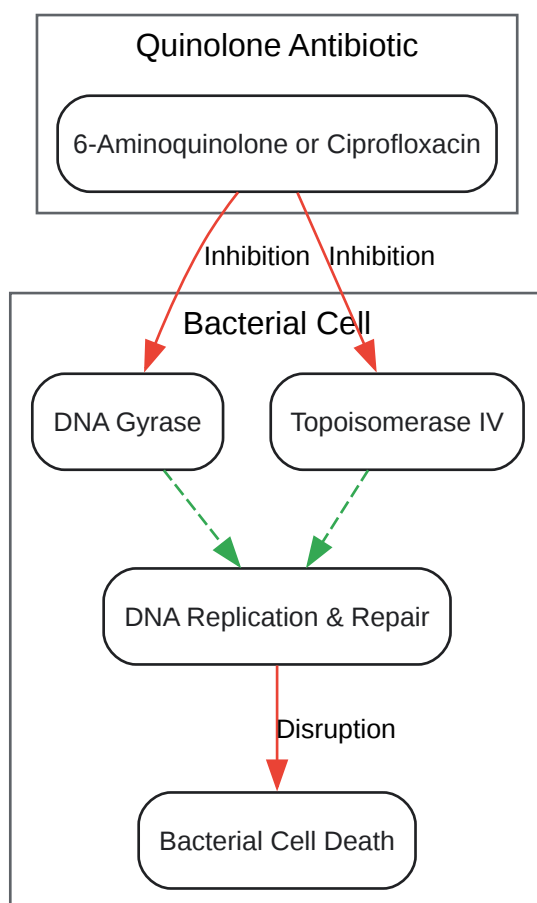 Quinolone Antibiotic
6-Aminoquinolone or Ciprofloxacin
Inhibition
Inhibition
Bacterial Cell
DNA Gyrase
Topoisomerase IV
DNA Replication & Repair
Disruption
Bacterial Cell Death